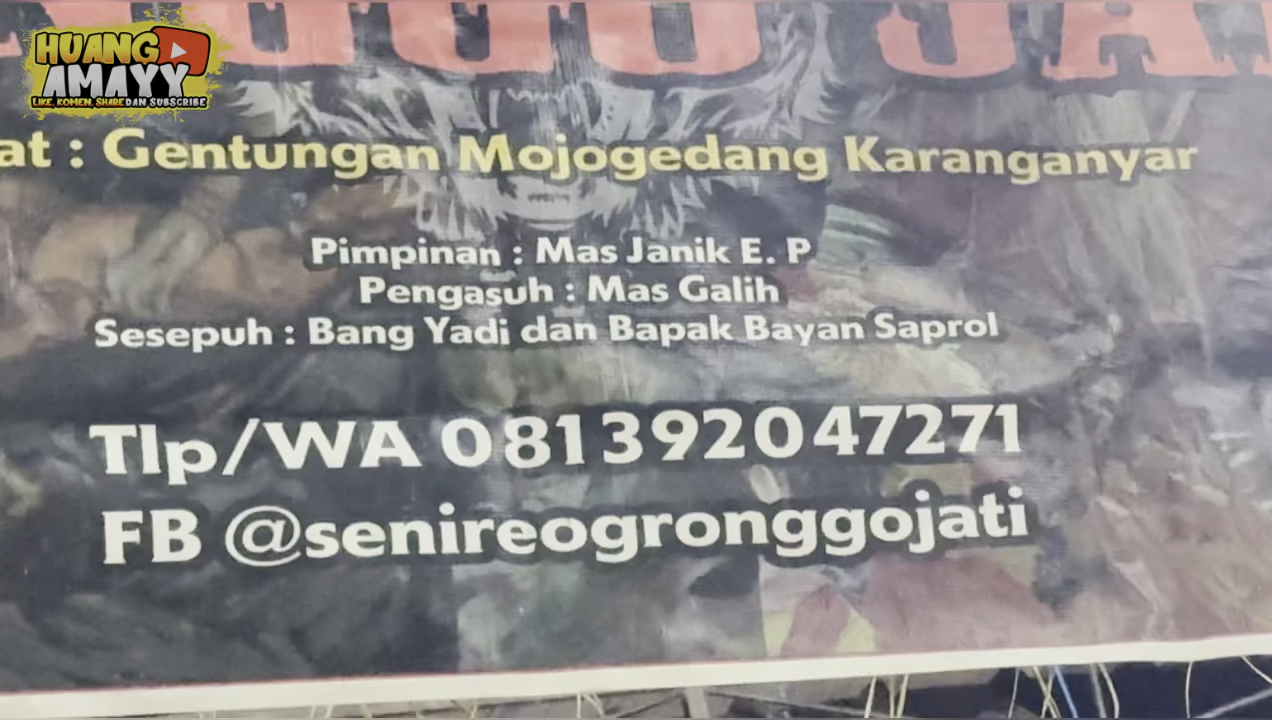 HUANG
AMAYY
LIKE, KOMEN, SHARE DAN SUBSCRIBE
at : Gentungan Mojogedang Karanganyar
Pimpinan : Mas Janik E. P
Pengasuh : Mas Galih
Sesepuh : Bang Yadi dan Bapak Bayan Saprol
Tlp/WA 081392047271
FB @senireogronggojati